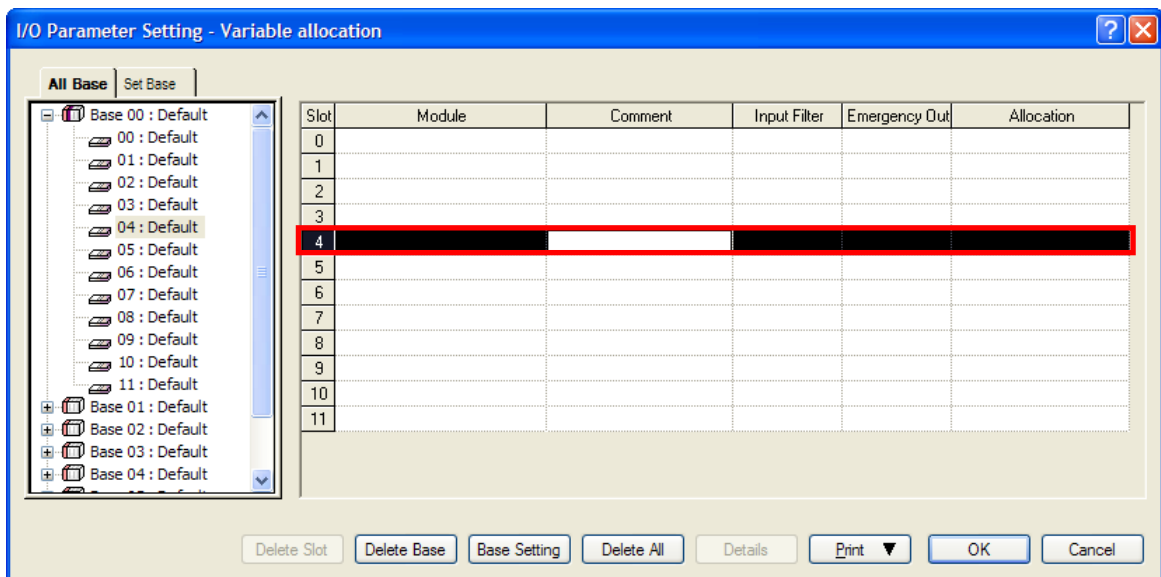 I/O Parameter Setting - Variable allocation
All Base Set Base
Base 00 : Default
00 : Default
01 : Default
02 : Default
03 : Default
04 : Default
05 : Default
06 : Default
07 : Default
08 : Default
09 : Default
10 : Default
11 : Default
Base 01 : Default
Base 02 : Default
Base 03 : Default
Base 04 : Default
Slot Module Comment Input Filter Emergency Out Allocation
0
1
2
3
4
5
6
7
8
9
10
11
Delete Slot Delete Base Base Setting Delete All Details Print ▼ OK Cancel